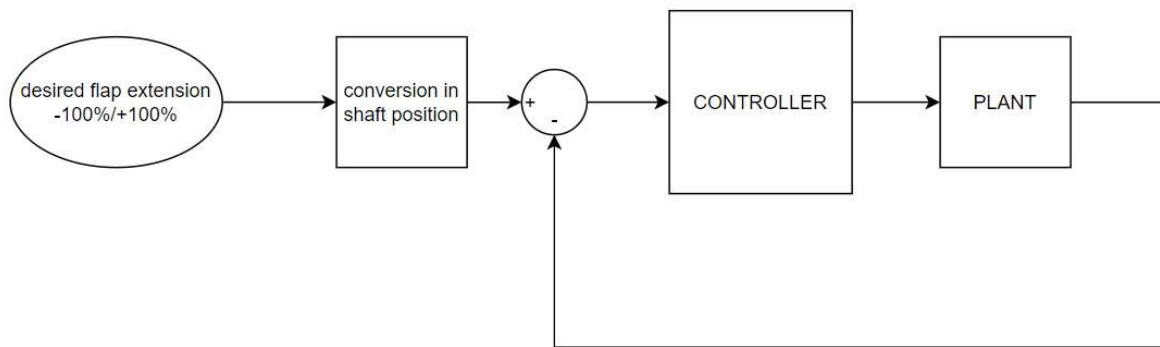 desired flap extension
-100%/+100%
conversion in
shaft position
+
-
CONTROLLER
PLANT